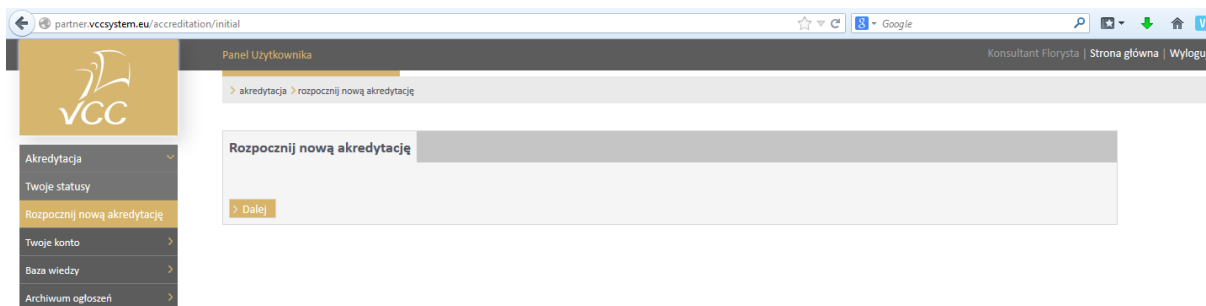 partner.vccsystem.eu/accreditation/initial
Google
VCC
Panel Użytkownika
Konsultant Florysta | Strona główna | Wylogu
> akredytacja > rozpocznij nową akredytację
Rozpocznij nową akredytację
> Dalej
Akredytacja
Twoje statusy
Rozpocznij nową akredytację
Twoje konto
Baza wiedzy
Archiwum ogłoszeń